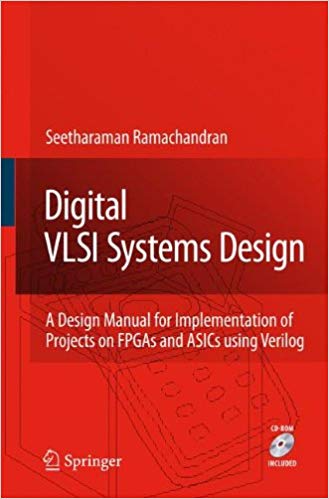 Seetharaman Ramachandran
Digital
VLSI Systems Design
A Design Manual for Implementation of
Projects on FPGAs and ASICs using Verilog
CD-ROM
INCLUDED
Springer